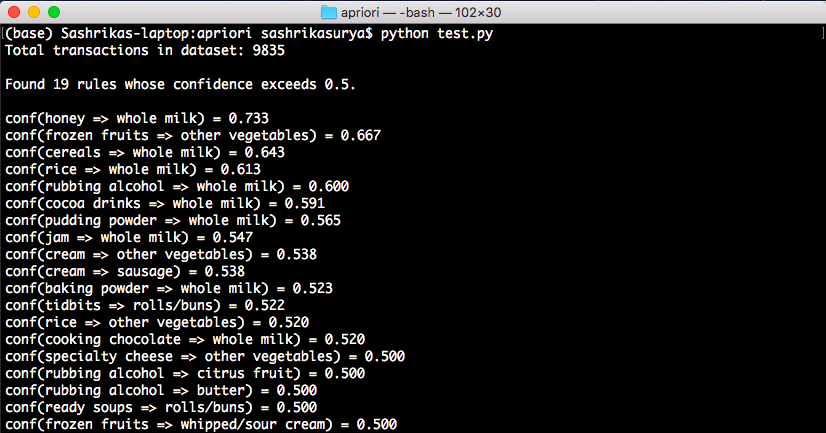 apriori — -bash — 102×30
(base) Sashrikas-laptop:apriori sashrikasurya$ python test.py
Total transactions in dataset: 9835
Found 19 rules whose confidence exceeds 0.5.
conf(honey => whole milk) = 0.733
conf(frozen fruits => other vegetables) = 0.667
conf(cereals => whole milk) = 0.643
conf(rice => whole milk) = 0.613
conf(rubbing alcohol => whole milk) = 0.600
conf(cocoa drinks => whole milk) = 0.591
conf(pudding powder => whole milk) = 0.565
conf(jam => whole milk) = 0.547
conf(cream => other vegetables) = 0.538
conf(cream => sausage) = 0.538
conf(baking powder => whole milk) = 0.523
conf(tidbits => rolls/buns) = 0.522
conf(rice => other vegetables) = 0.520
conf(cooking chocolate => whole milk) = 0.520
conf(specialty cheese => other vegetables) = 0.500
conf(rubbing alcohol => citrus fruit) = 0.500
conf(rubbing alcohol => butter) = 0.500
conf(ready soups => rolls/buns) = 0.500
conf(frozen fruits => whipped/sour cream) = 0.500